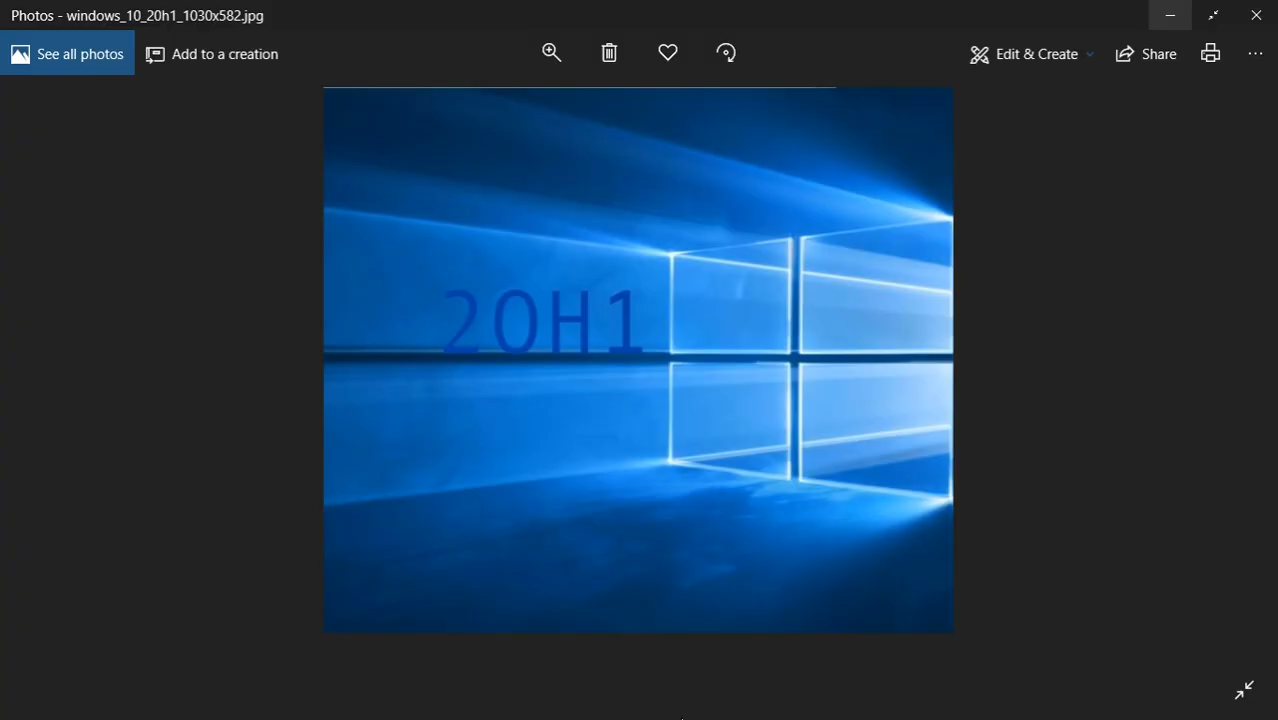 Photos - windows_10_20h1_1030x582.jpg
See all photos
Add to a creation
Edit & Create
Share
20H1